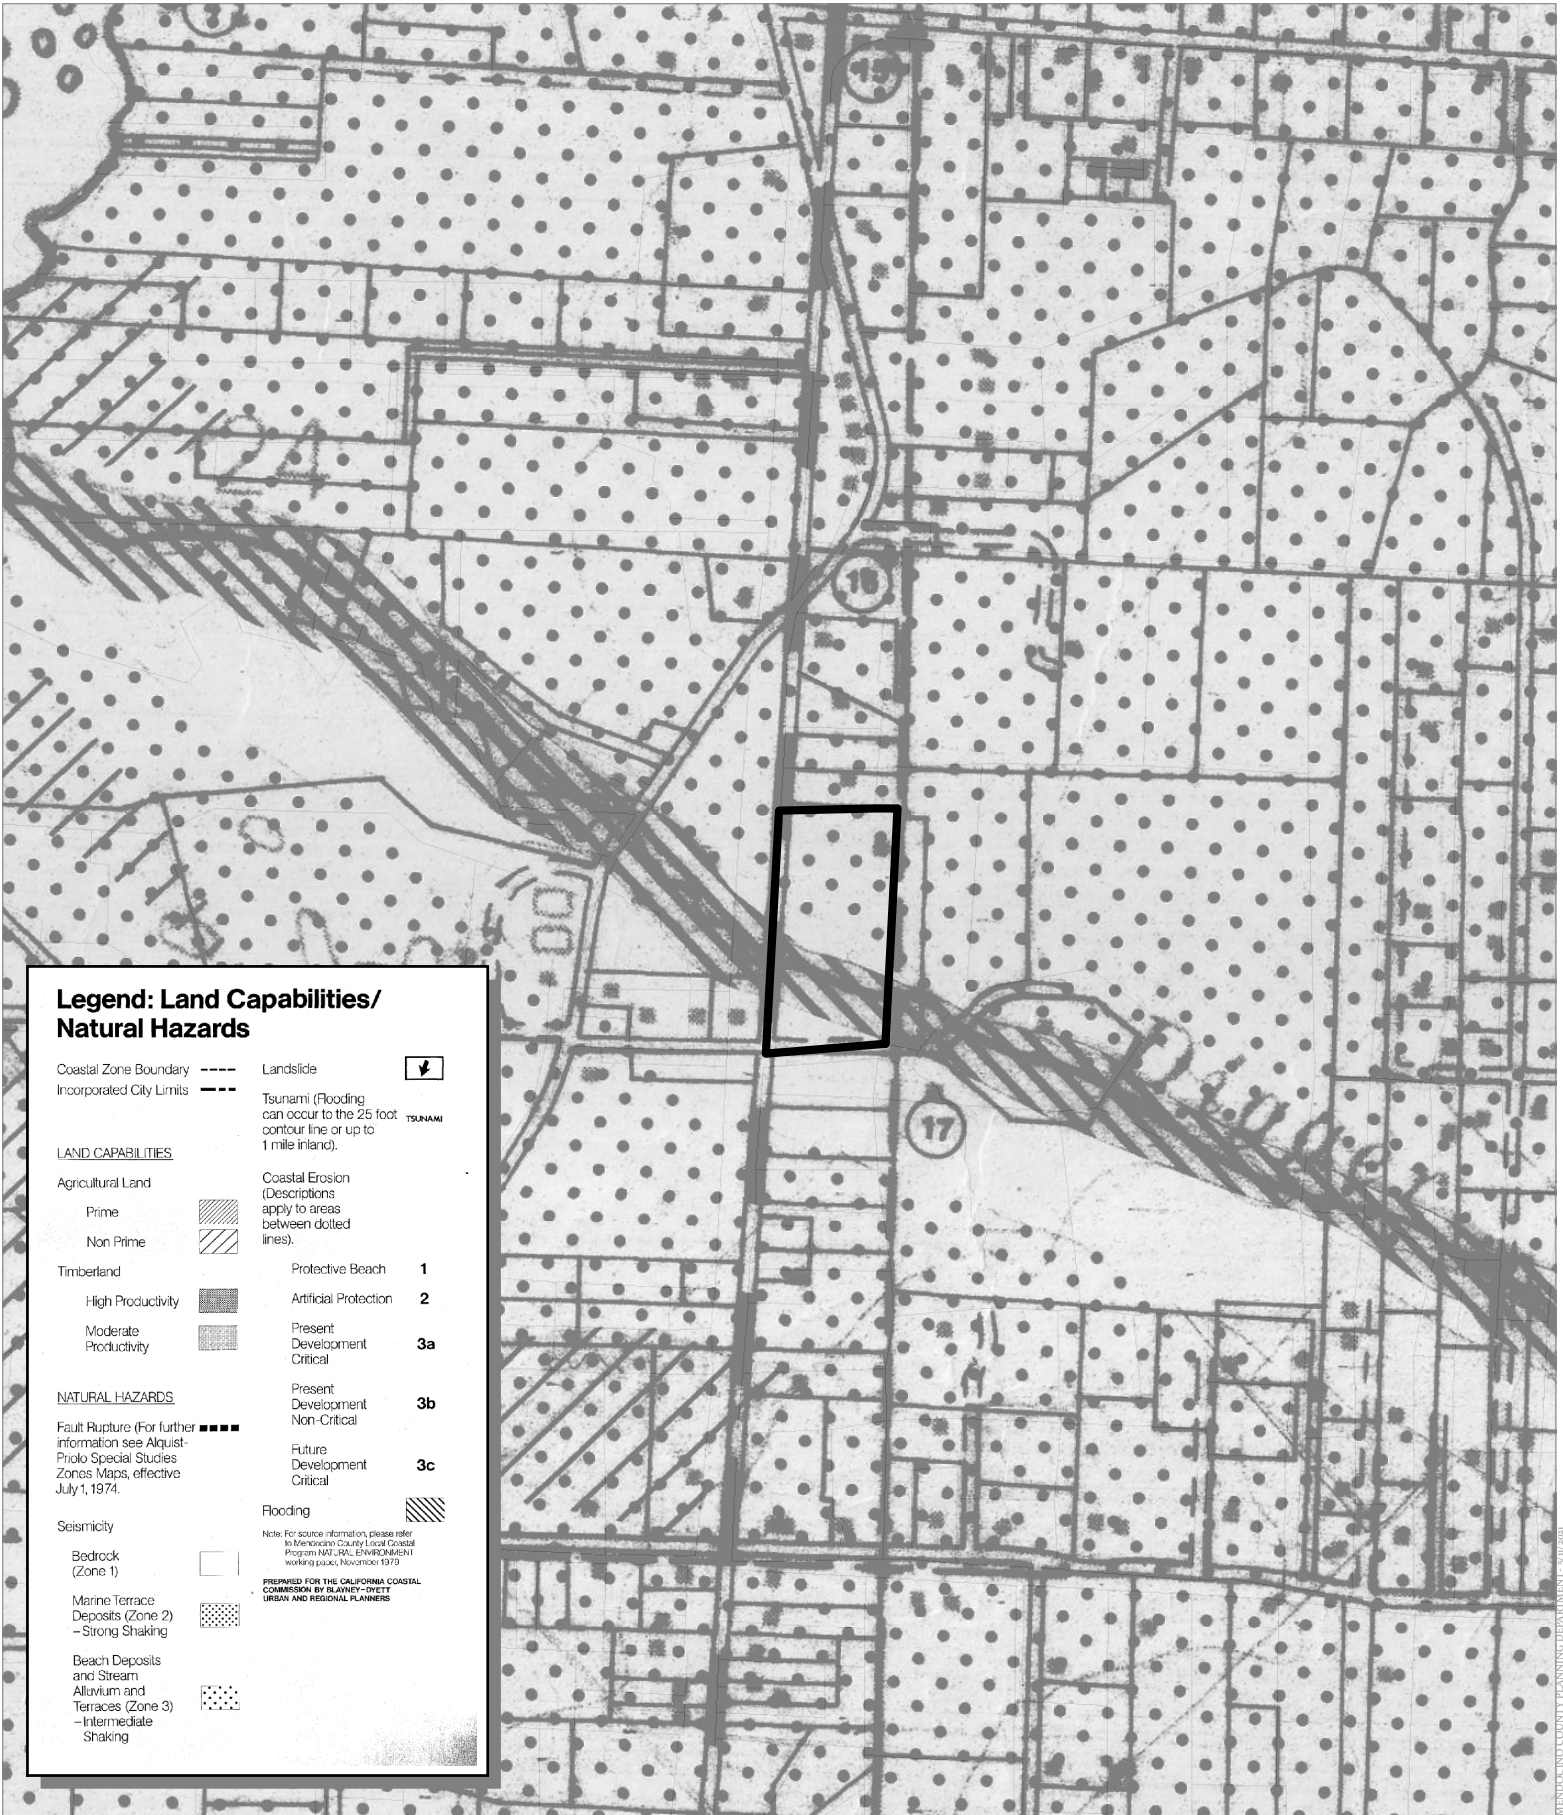 15
24
16
17
Legend: Land Capabilities/
Natural Hazards
Coastal Zone Boundary
Incorporated City Limits
LAND CAPABILITIES
Agricultural Land
Prime
Non Prime
Timberland
High Productivity
Moderate
Productivity
NATURAL HAZARDS
Fault Rupture (For further
information see Alquist-
Priolo Special Studies
Zones Maps, effective
July 1, 1974.
Seismicity
Bedrock
(Zone 1)
Marine Terrace
Deposits (Zone 2)
–Strong Shaking
Beach Deposits
and Stream
Alluvium and
Terraces (Zone 3)
–Intermediate
Shaking
Landslide
Tsunami (Flooding
can occur to the 25 foot
contour line or up to
1 mile inland).
TSUNAMI
Coastal Erosion
(Descriptions
apply to areas
between dotted
lines).
Protective Beach 1
Artificial Protection 2
Present
Development
Critical 3a
Present
Development
Non-Critical 3b
Future
Development
Critical 3c
Flooding
Note: For source information, please refer
to Mendocino County Local Coastal
Program NATURAL ENVIRONMENT
working paper, November 1979
PREPARED FOR THE CALIFORNIA COASTAL
COMMISSION BY BLAYNEY–DYETT
URBAN AND REGIONAL PLANNERS
MENDOCINO COUNTY PLANNING DEPARTMENT